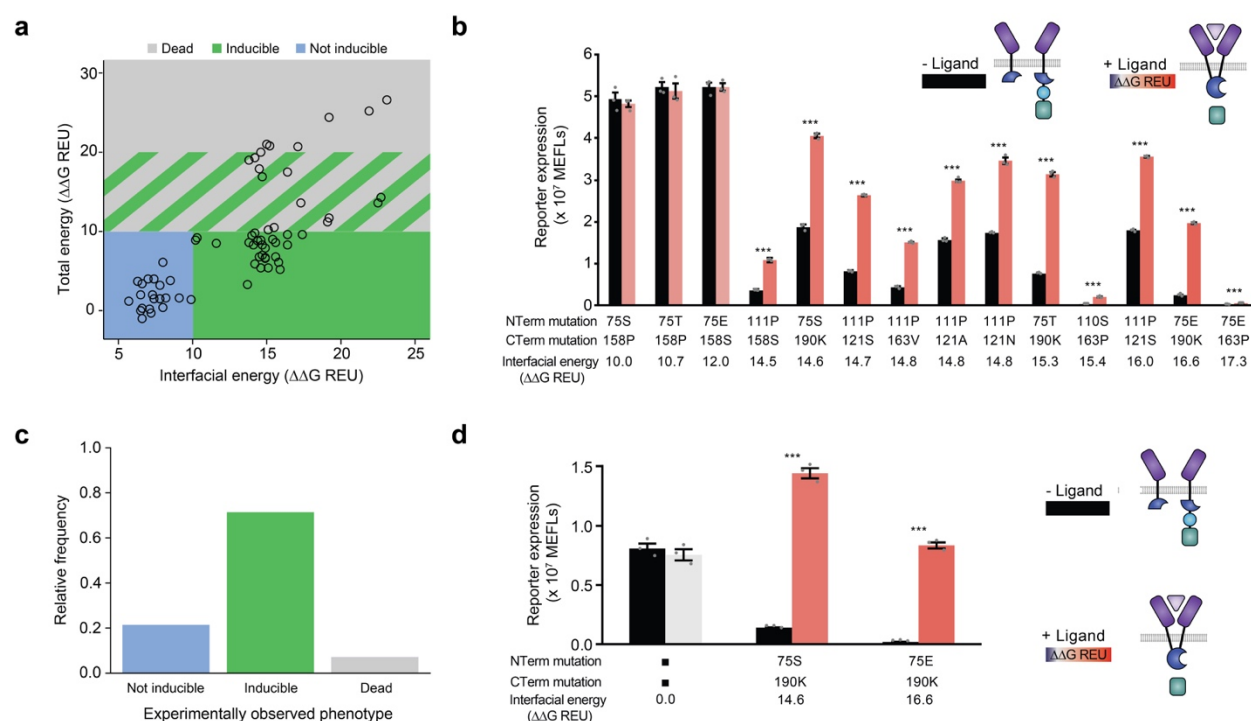 a
Dead Inducible Not inducible
Total energy (ΔΔG REU)
30
20
10
0
5 10 15 20 25
Interfacial energy (ΔΔG REU)
b
Reporter expression
(x 10⁷ MEFLs)
6
5
4
3
2
1
0
- Ligand
+ Ligand
ΔΔG REU
*** *** *** *** *** *** *** *** *** *** ***
NTerm mutation 75S 75T 75E 111P 75S 111P 111P 111P 111P 75T 110S 111P 75E 75E
CTerm mutation 158P 158P 158S 158S 190K 121S 163V 121A 121N 190K 163P 121S 190K 163P
Interfacial energy 10.0 10.7 12.0 14.5 14.6 14.7 14.8 14.8 14.8 15.3 15.4 16.0 16.6 17.3
(ΔΔG REU)
c
Relative frequency
1.0
0.8
0.6
0.4
0.2
0.0
Not inducible Inducible Dead
Experimentally observed phenotype
d
Reporter expression
(x 10⁷ MEFLs)
1.5
1.0
0.5
0.0
*** ***
NTerm mutation ■ 75S 75E
CTerm mutation ■ 190K 190K
Interfacial energy 0.0 14.6 16.6
(ΔΔG REU)
- Ligand
+ Ligand
ΔΔG REU